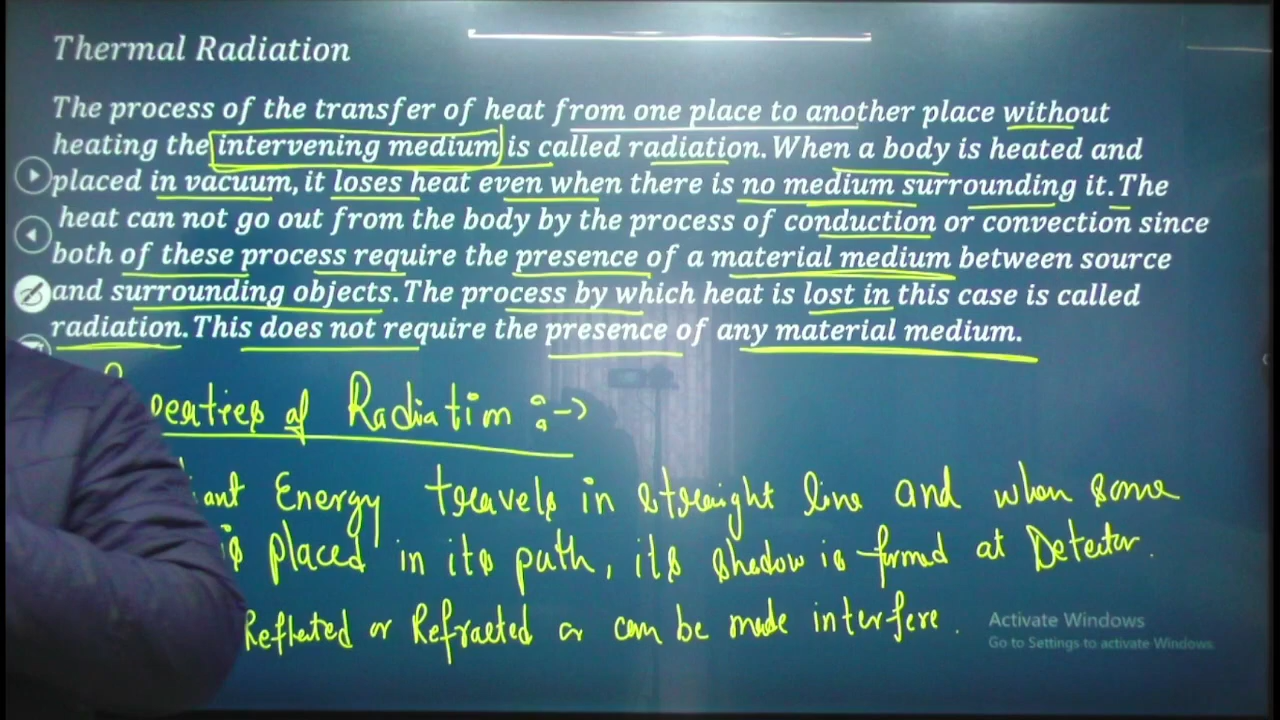 Thermal Radiation
The process of the transfer of heat from one place to another place without
heating the intervening medium is called radiation. When a body is heated and
placed in vacuum, it loses heat even when there is no medium surrounding it. The
heat can not go out from the body by the process of conduction or convection since
both of these process require the presence of a material medium between source
and surrounding objects. The process by which heat is lost in this case is called
radiation. This does not require the presence of any material medium.
perties of Radiation :->
iant Energy travels in straight line and when some
is placed in its path, its shadow is formed at Detector.
Reflected or Refracted or can be made interfere.
Activate Windows
Go to Settings to activate Windows.